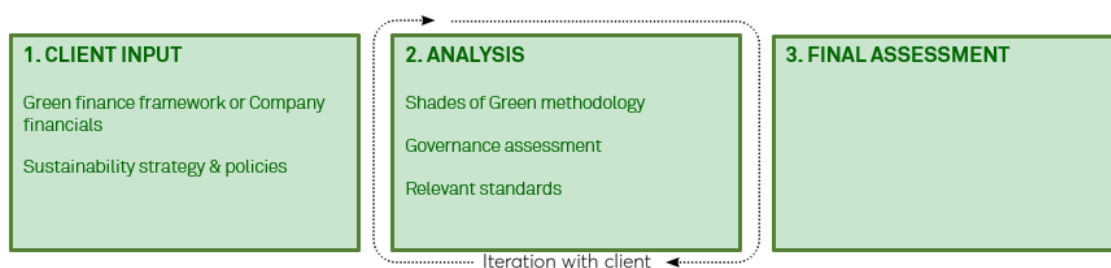 1. CLIENT INPUT
Green finance framework or Company
financials
Sustainability strategy & policies
2. ANALYSIS
Shades of Green methodology
Governance assessment
Relevant standards
3. FINAL ASSESSMENT
Iteration with client